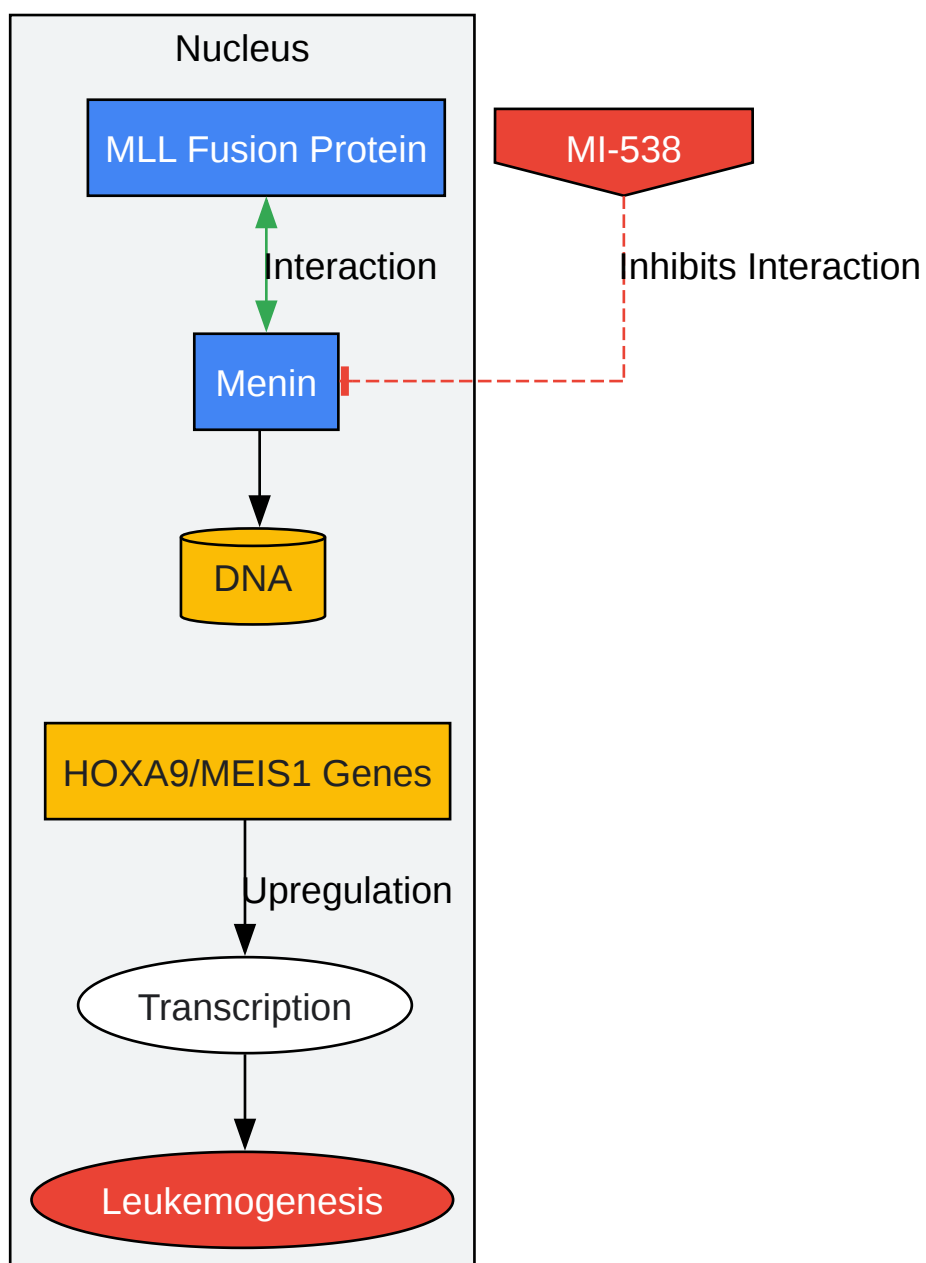 Nucleus
MLL Fusion Protein
MI-538
Interaction
Inhibits Interaction
Menin
DNA
HOXA9/MEIS1 Genes
Upregulation
Transcription
Leukemogenesis